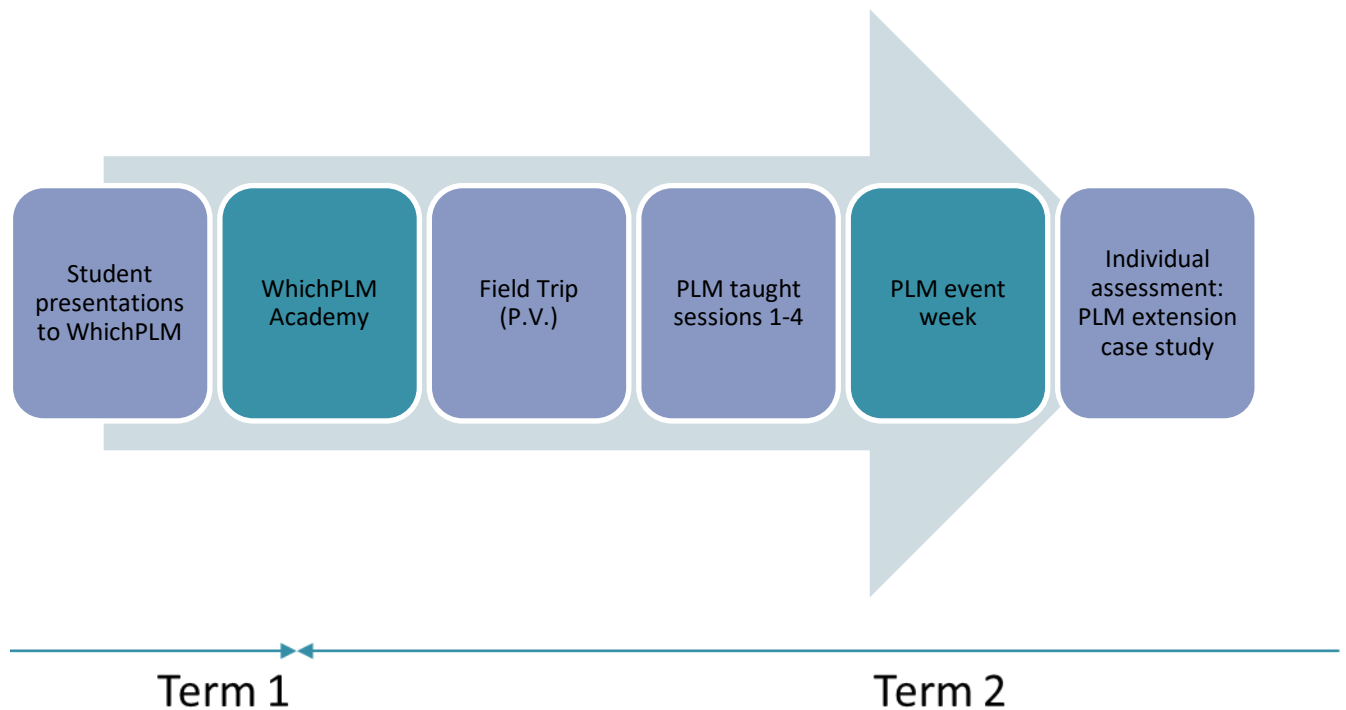 Student
presentations
to WhichPLM
WhichPLM
Academy
Field Trip
(P.V.)
PLM taught
sessions 1-4
PLM event
week
Individual
assessment:
PLM extension
case study
Term 1
Term 2